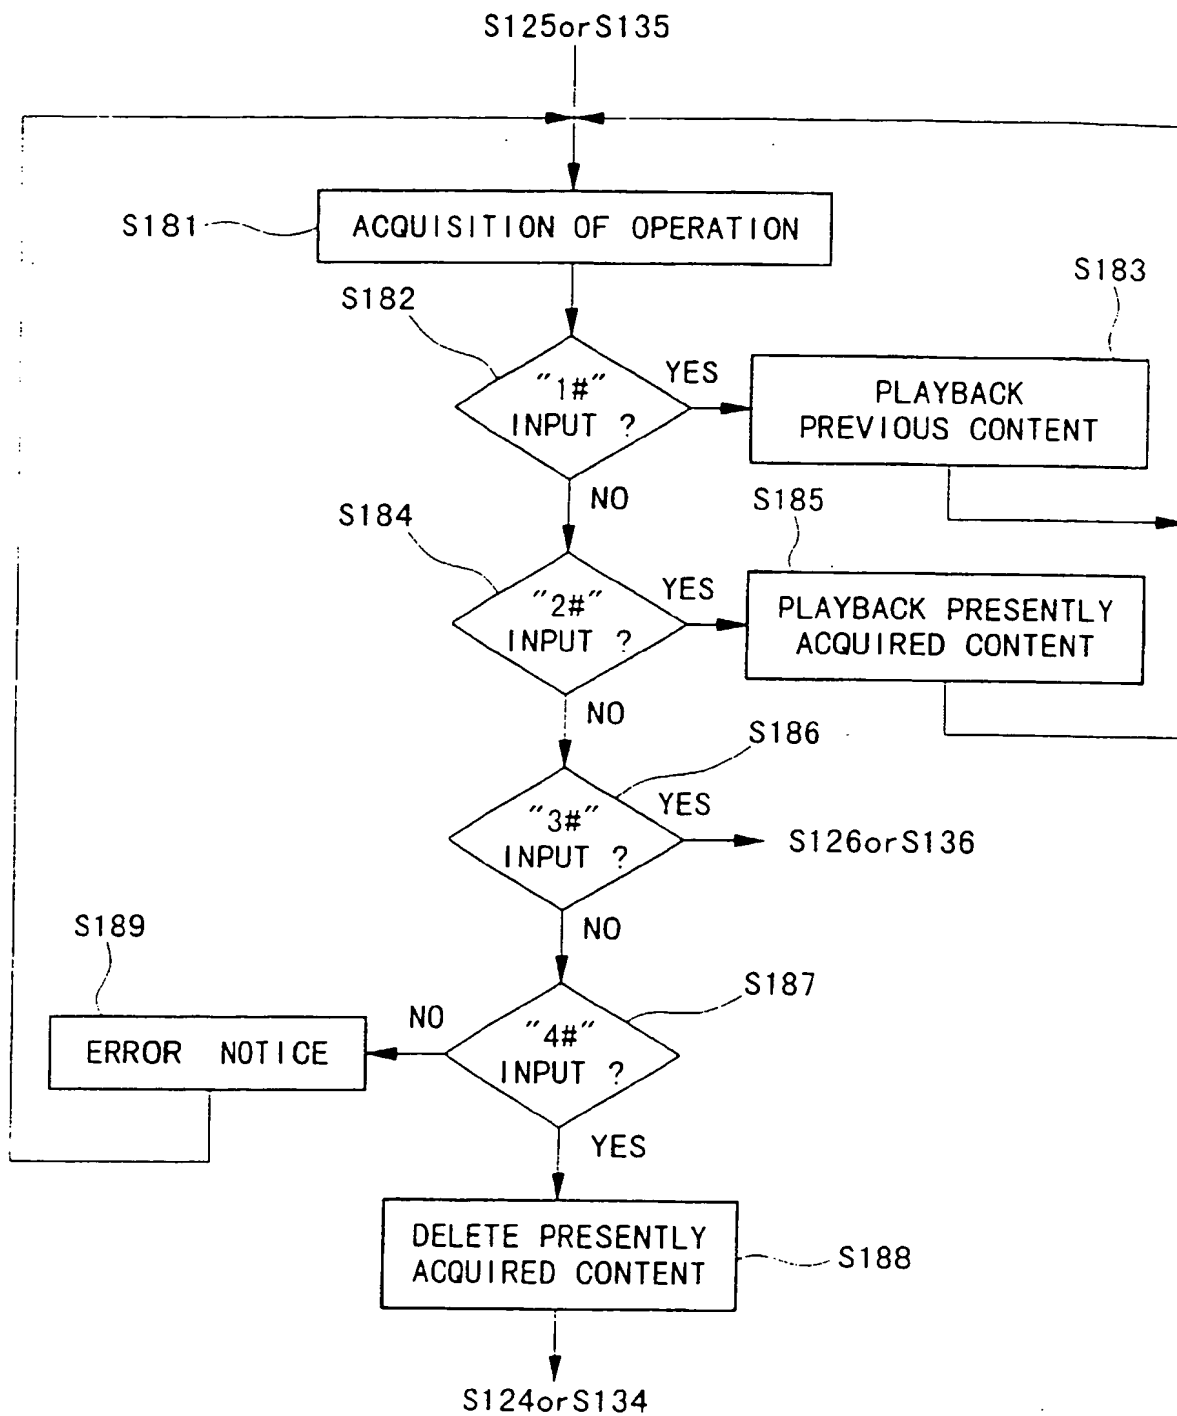 S125orS135
S181
ACQUISITION OF OPERATION
S182
"1#"
INPUT ?
YES
NO
S183
PLAYBACK
PREVIOUS CONTENT
S184
"2#"
INPUT ?
YES
NO
S185
PLAYBACK PRESENTLY
ACQUIRED CONTENT
S186
"3#"
INPUT ?
YES
S126orS136
NO
S187
"4#"
INPUT ?
NO
S189
ERROR NOTICE
YES
DELETE PRESENTLY
ACQUIRED CONTENT
S188
S124orS134